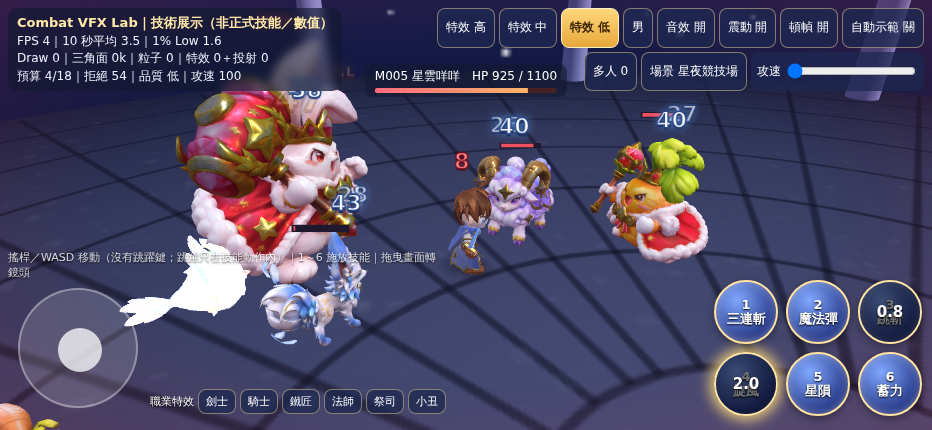 Combat VFX Lab｜技術展示（非正式技能／數值）
FPS 4｜10 秒平均 3.5｜1% Low 1.6
Draw 0｜三角面 0k｜粒子 0｜特效 0＋投射 0
預算 4/18｜拒絕 54｜品質 低｜攻速 100
特效 高
特效 中
特效 低
男
音效 開
震動 開
頓幀 開
自動示範 關
M005 星雲咩咩 HP 925 / 1100
多人 0
場景 星夜競技場
攻速
40
40
8
43
搖桿／WASD 移動（沒有跳躍鍵；
｜1~6 施放技能｜拖曳畫面轉
鏡頭
1
三連斬
2
魔法彈
0.8
2.0
5
星隕
6
蓄力
職業特效
劍士
騎士
鐵匠
法師
祭司
小丑